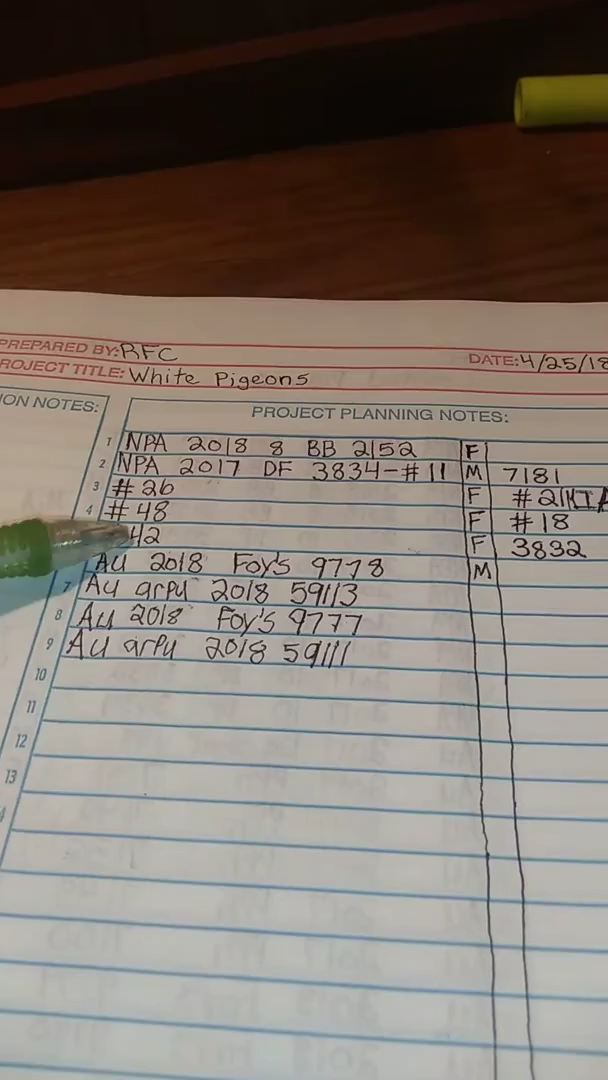 PREPARED BY: RFC DATE: 4/25/18
PROJECT TITLE: White Pigeons
ION NOTES:
PROJECT PLANNING NOTES:
1 NPA 2018 8 BB 2152 F
2 NPA 2017 DF 3834-#11 M 7181
3 #26 F #21
4 #48 F #18
42 F 3832
AU 2018 Foy's 9778 M
7 AU arpu 2018 59113
8 AU 2018 Foy's 9777
9 AU arpu 2018 59111
10
11
12
13